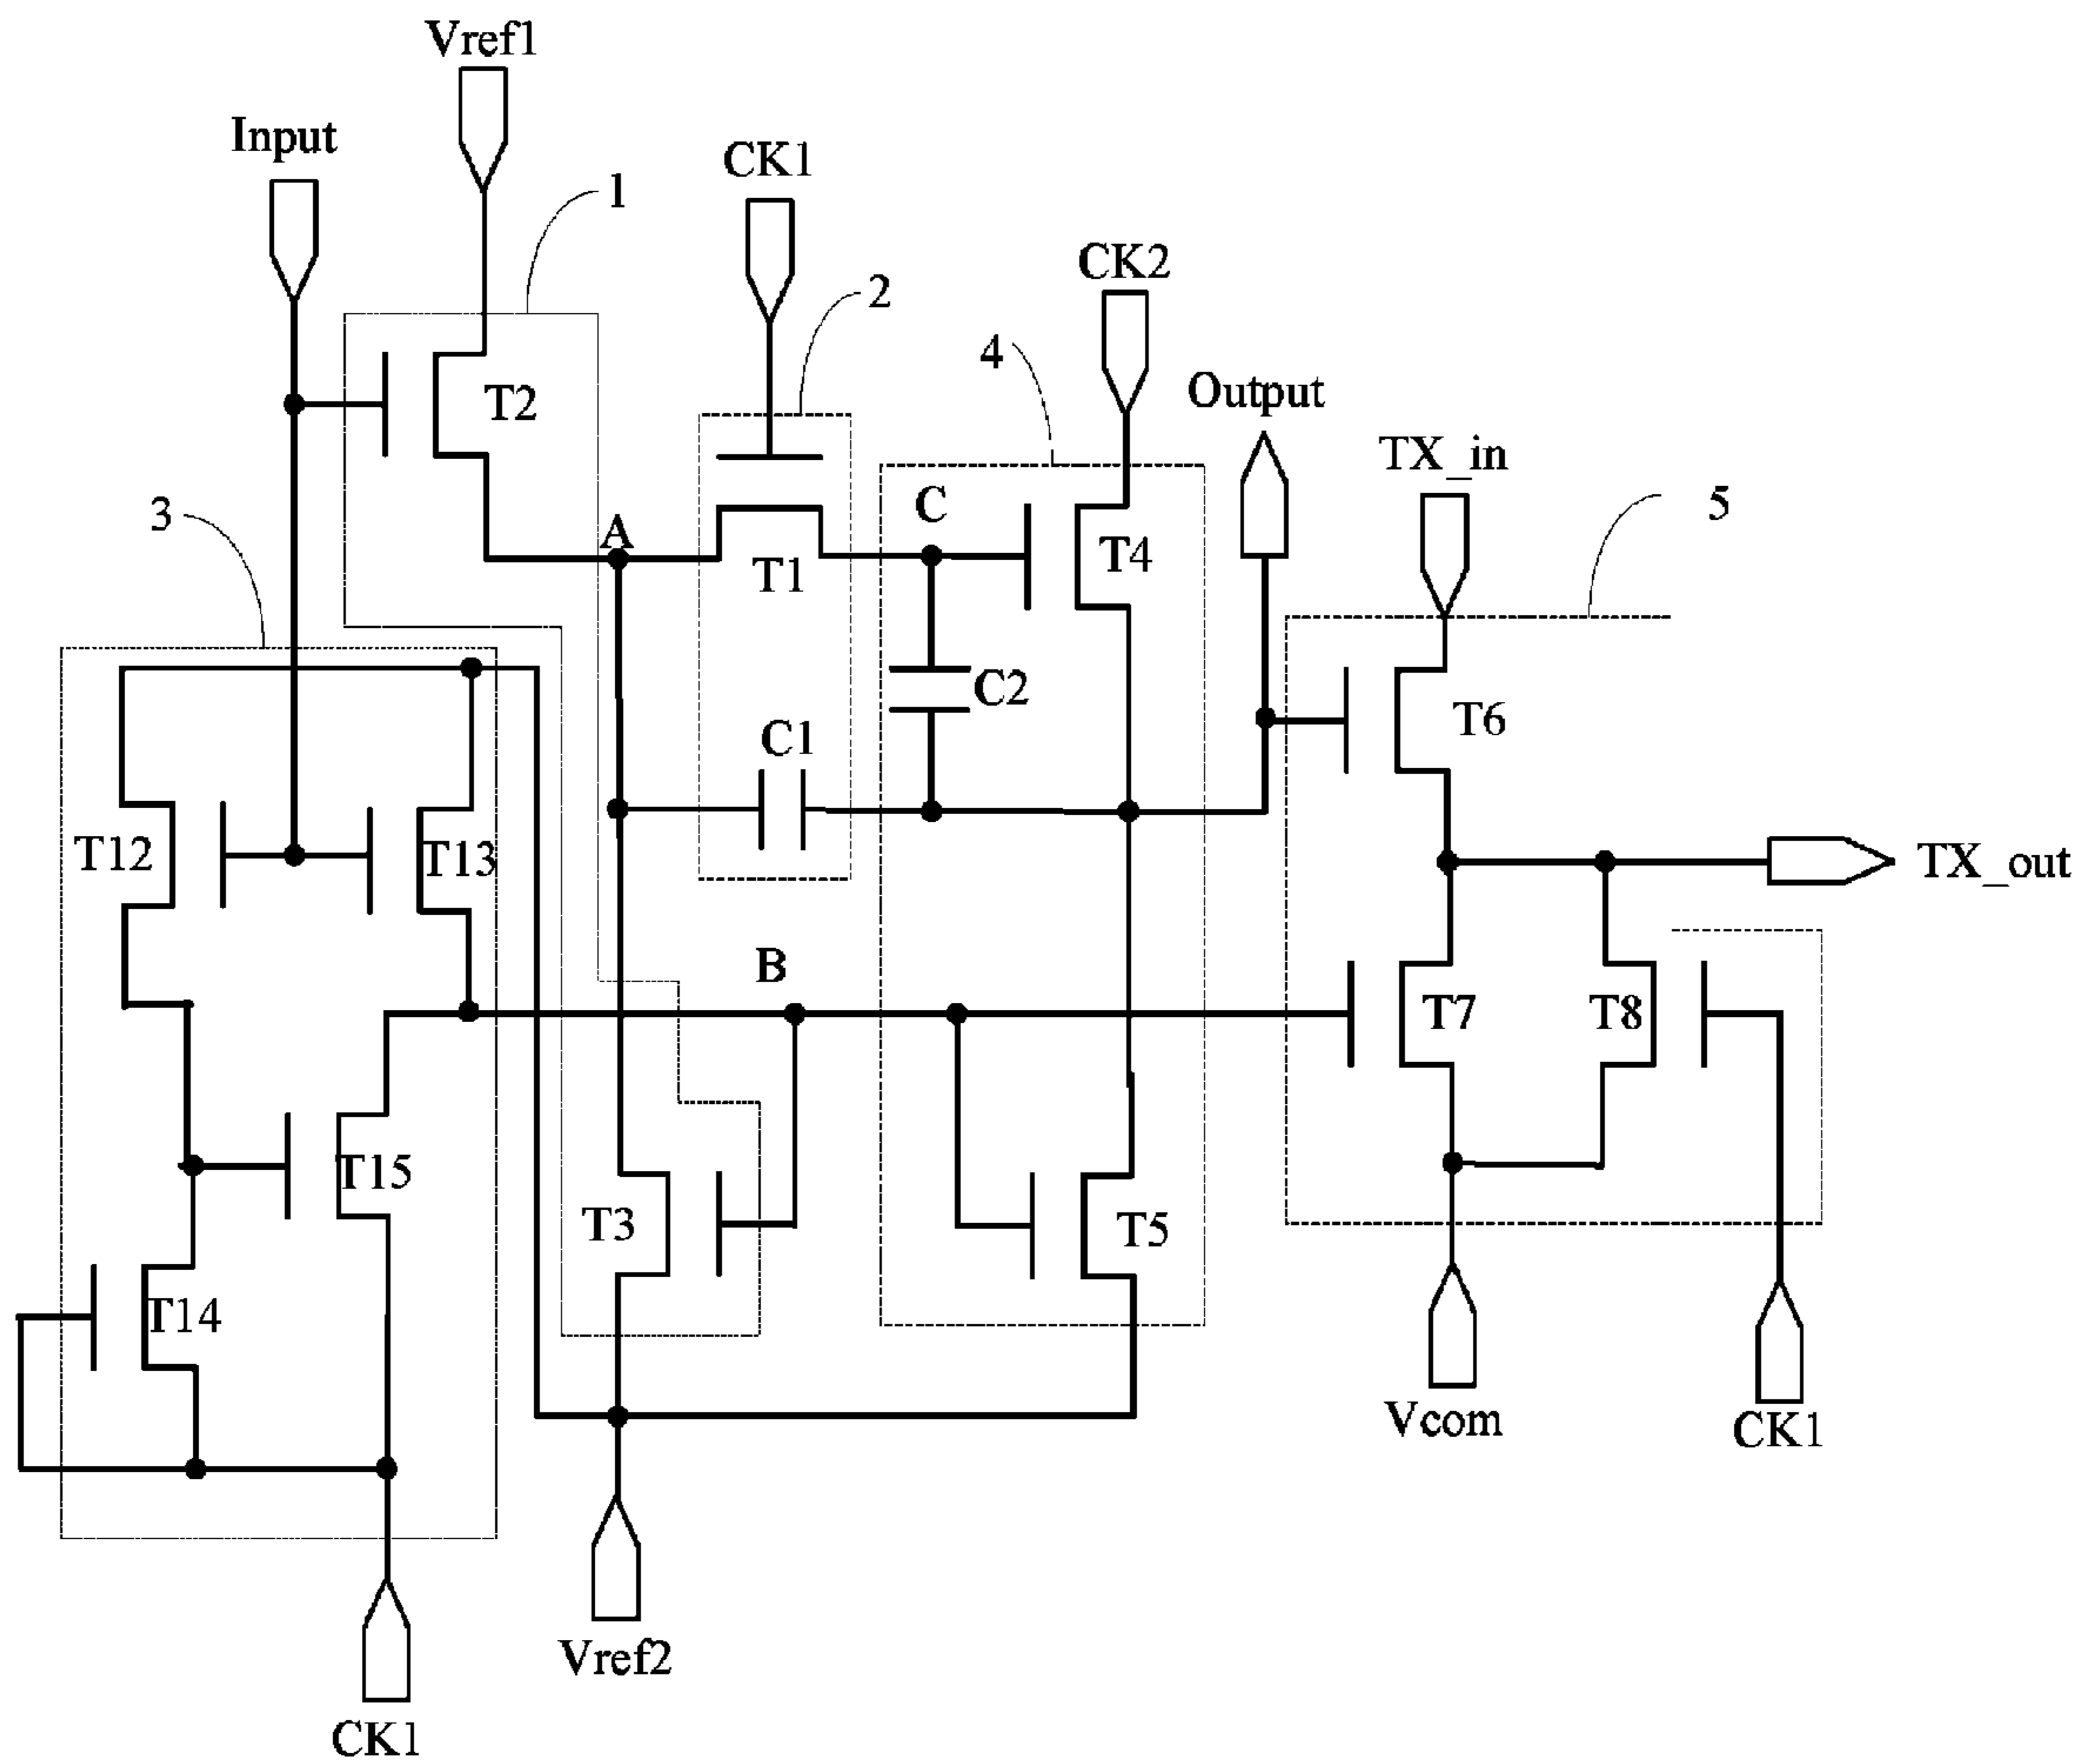 Vref1
Input
CK1
1
2
CK2
4
Output
T2
TX_in
3
C
5
A
T4
T1
C2
T6
C1
T12
T13
TX_out
B
T7
T8
T15
T3
T5
T14
Vcom
CK1
Vref2
CK1